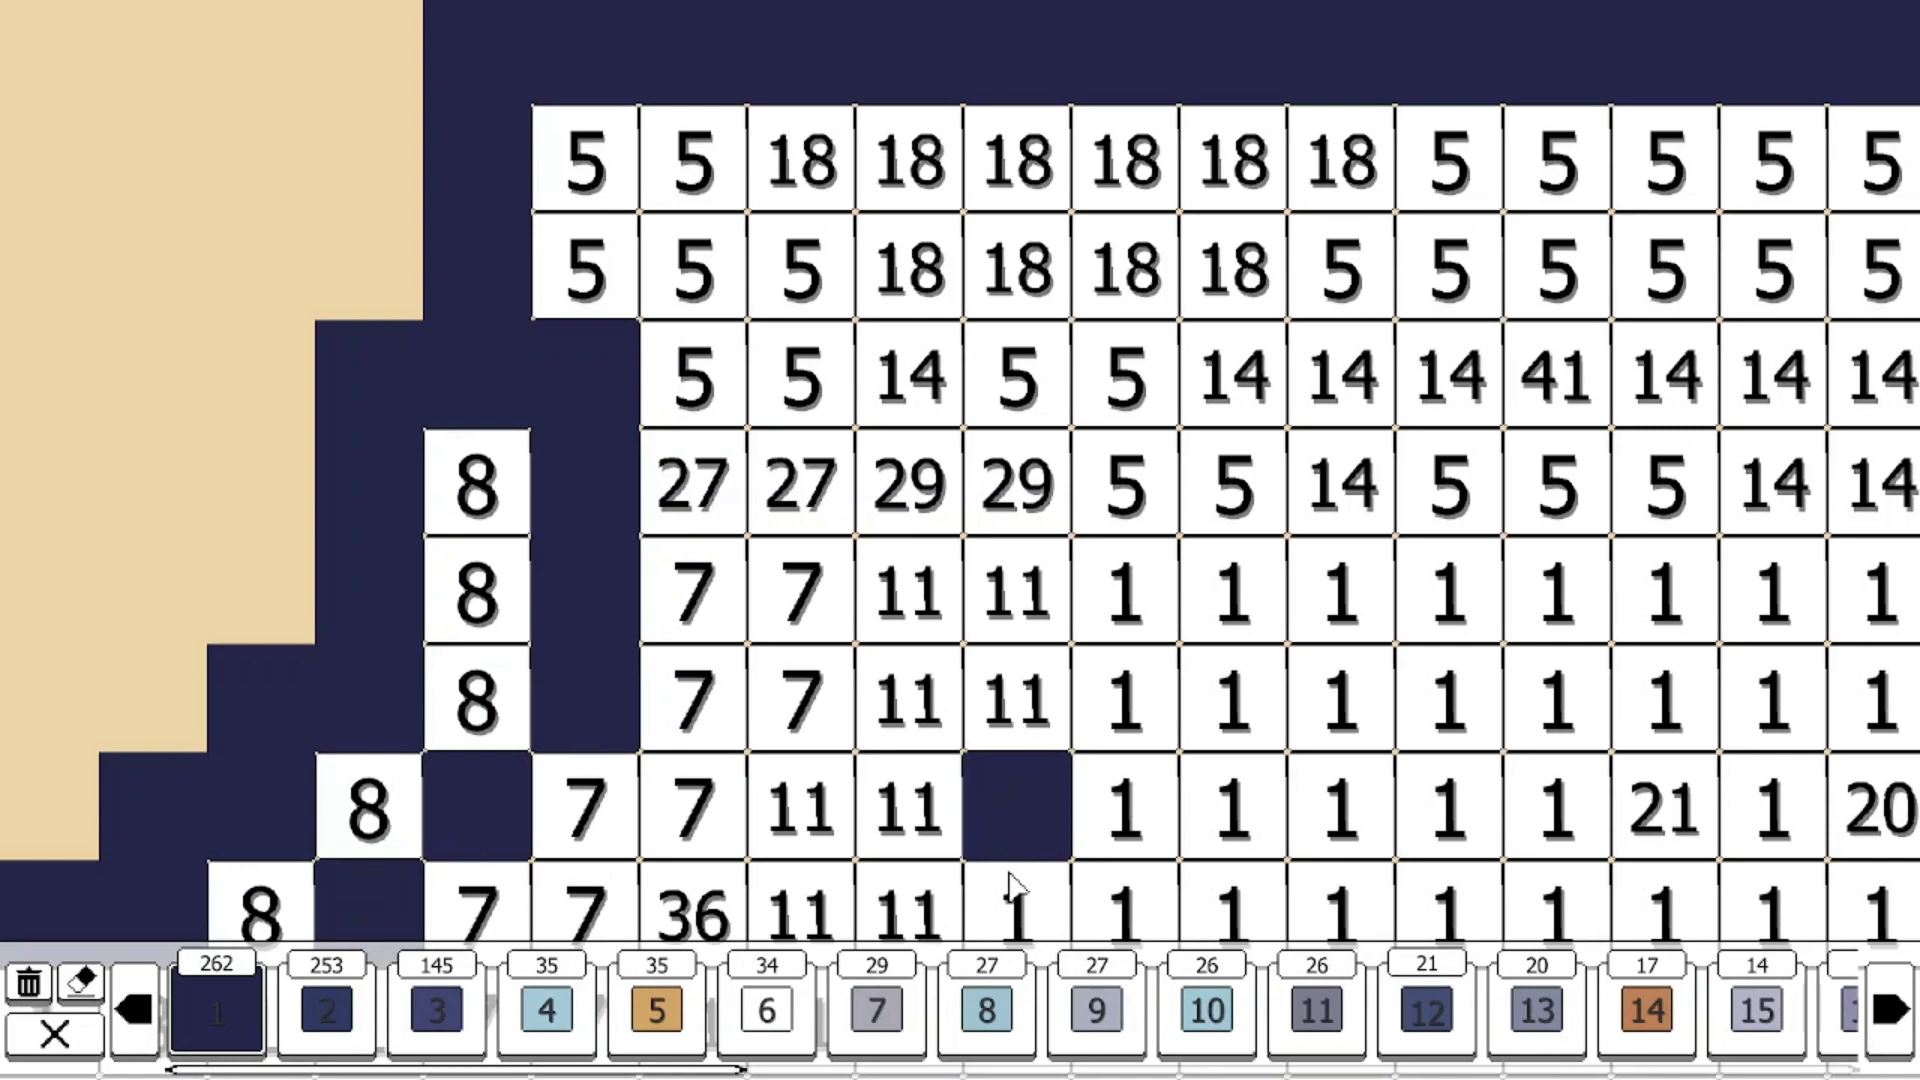 5 5 18 18 18 18 18 18 5 5 5 5 5
5 5 5 18 18 18 18 5 5 5 5 5 5
5 5 14 5 5 14 14 14 41 14 14 14
8 27 27 29 29 5 5 14 5 5 5 14 14
8 7 7 11 11 1 1 1 1 1 1 1 1
8 7 7 11 11 1 1 1 1 1 1 1 1
8 7 7 11 11 1 1 1 1 1 21 1 20
8 7 7 36 11 11 1 1 1 1 1 1 1 1 1
262 253 145 35 35 34 29 27 27 26 26 21 20 17 14
1 2 3 4 5 6 7 8 9 10 11 12 13 14 15